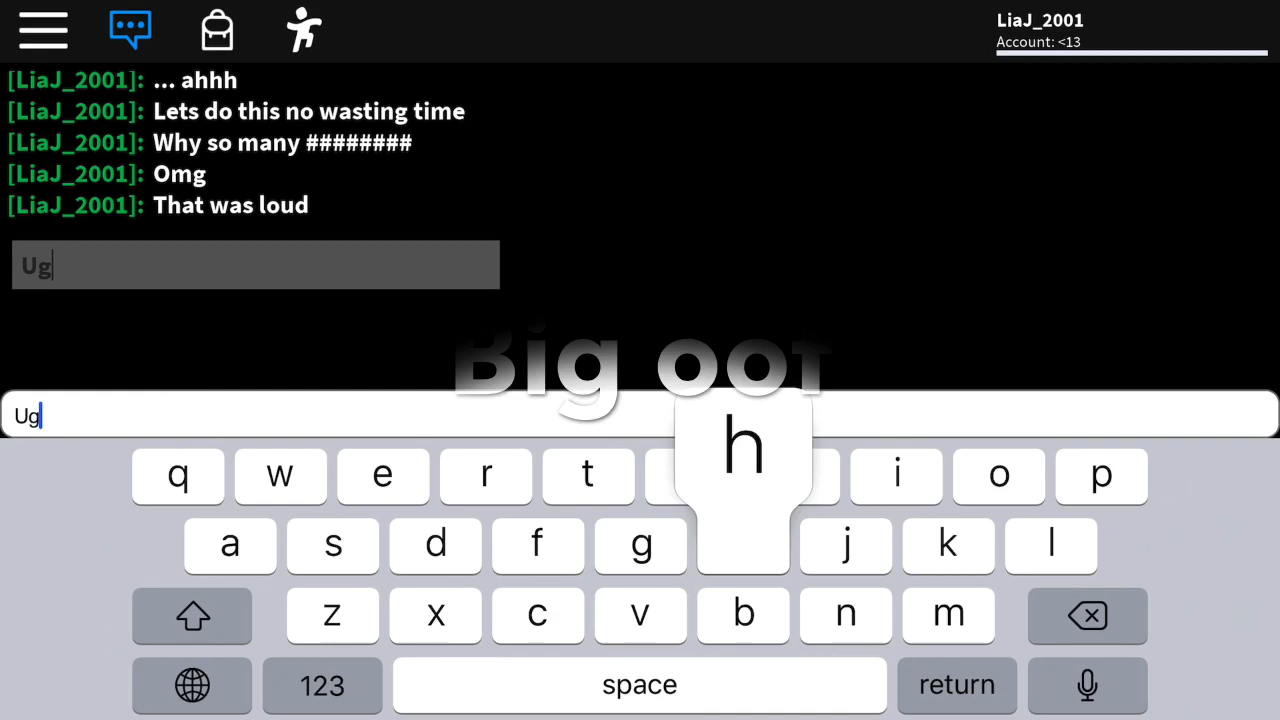 LiaJ_2001
Account: <13
[LiaJ_2001]: ... ahhh
[LiaJ_2001]: Lets do this no wasting time
[LiaJ_2001]: Why so many ########
[LiaJ_2001]: Omg
[LiaJ_2001]: That was loud
Ug
Big oof
Ug
h
q w e r t i o p
a s d f g j k l
z x c v b n m
123 space return